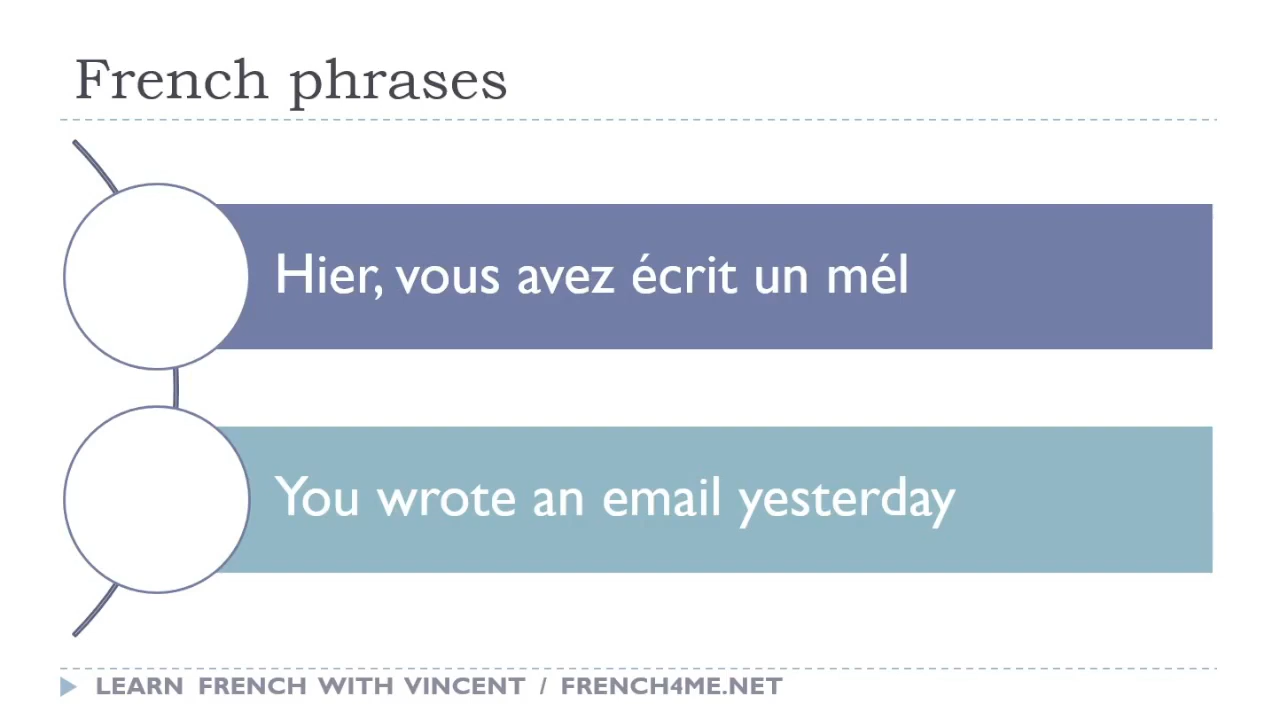 French phrases
Hier, vous avez écrit un mél
You wrote an email yesterday
LEARN FRENCH WITH VINCENT / FRENCH4ME.NET